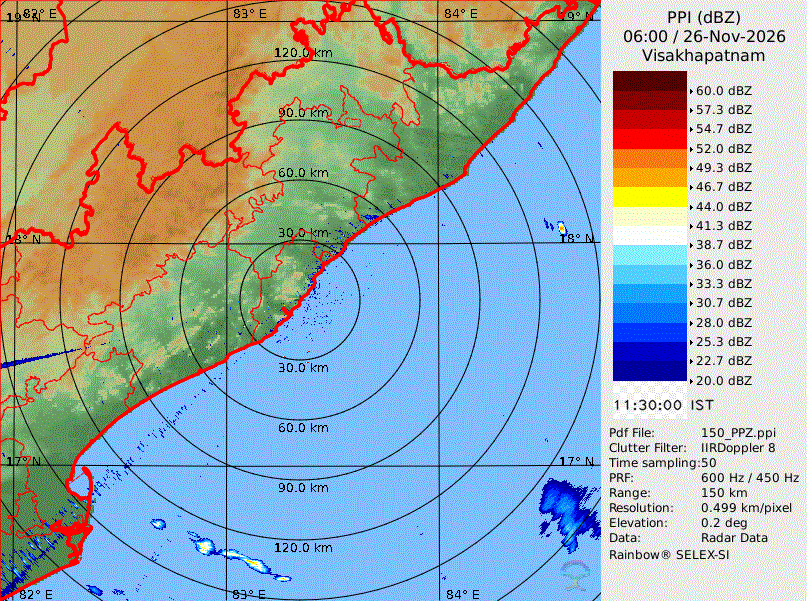 82° E
83° E
84° E
19° N
19° N
120.0 km
90.0 km
60.0 km
30.0 km
18° N
18° N
30.0 km
60.0 km
17° N
17° N
90.0 km
120.0 km
82° E
83° E
84° E
PPI (dBZ)
06:00 / 26-Nov-2026
Visakhapatnam
60.0 dBZ
57.3 dBZ
54.7 dBZ
52.0 dBZ
49.3 dBZ
46.7 dBZ
44.0 dBZ
41.3 dBZ
38.7 dBZ
36.0 dBZ
33.3 dBZ
30.7 dBZ
28.0 dBZ
25.3 dBZ
22.7 dBZ
20.0 dBZ
11:30:00 IST
Pdf File: 150_PPZ.ppi
Clutter Filter: IIRDoppler 8
Time sampling:50
PRF: 600 Hz / 450 Hz
Range: 150 km
Resolution: 0.499 km/pixel
Elevation: 0.2 deg
Data: Radar Data
Rainbow® SELEX-SI